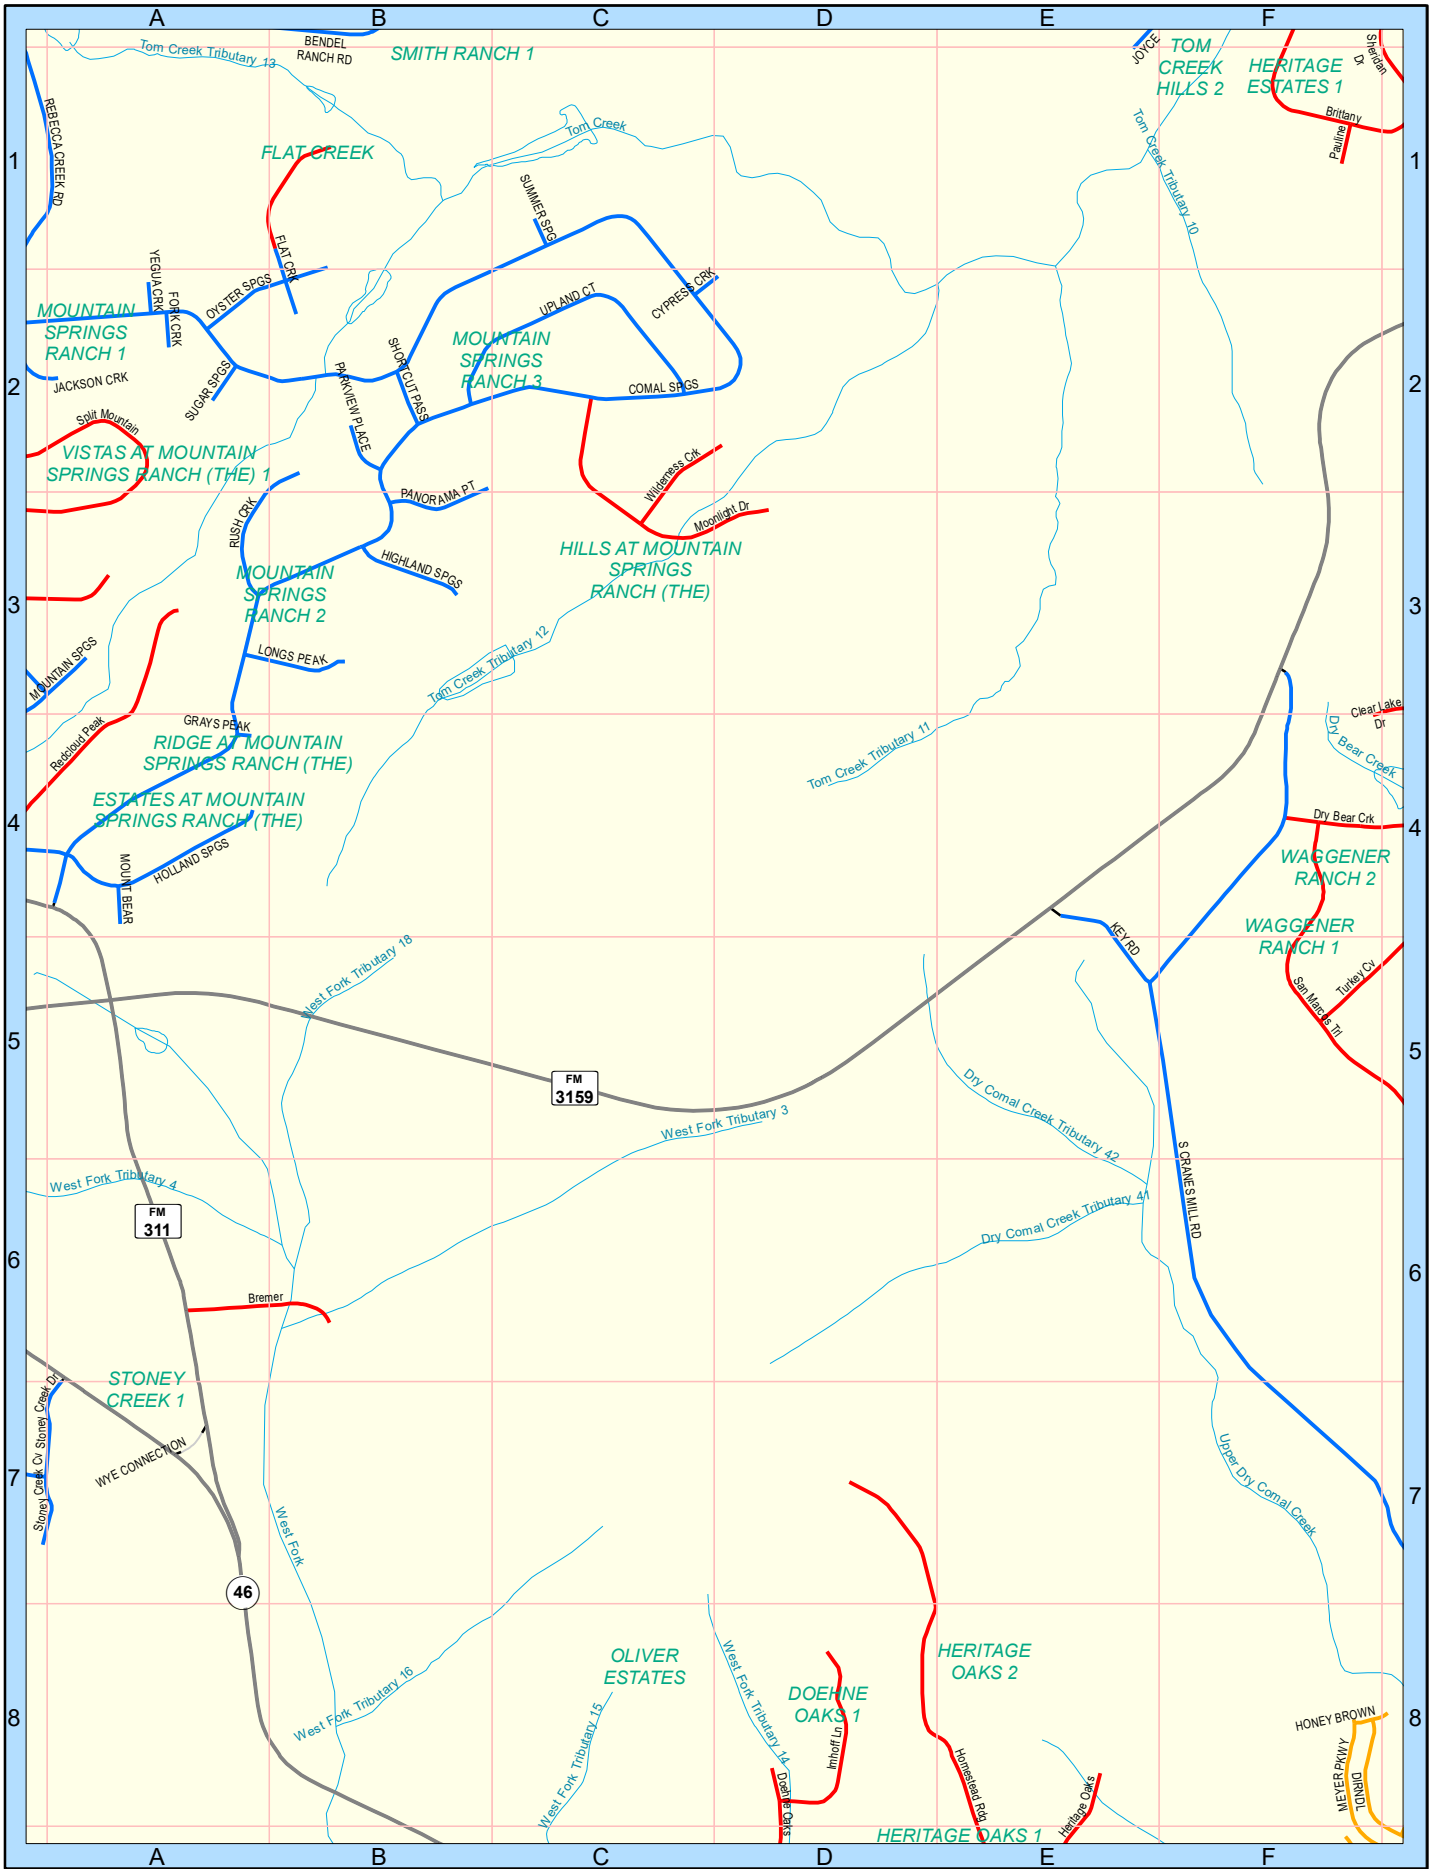 A
B
C
D
E
F
BENDEL
RANCH RD
SMITH RANCH 1
Tom Creek Tributary 13
JOYCE
TOM
CREEK
HILLS 2
HERITAGE
ESTATES 1
Sheridan
Dr
Brittany
Pauline
REBECCA CREEK RD
FLAT CREEK
Tom Creek
Tom Creek Tributary 10
1
1
SUMMER SPG
FLAT CRK
YEGUA CRK
FORK CRK
OYSTER SPGS
UPLAND CT
CYPRESS CRK
MOUNTAIN
SPRINGS
RANCH 1
MOUNTAIN
SPRINGS
RANCH 3
JACKSON CRK
SUGAR SPGS
PARKVIEW PLACE
SHORTCUT PASS
COMAL SPGS
2
2
Split Mountain
VISTAS AT MOUNTAIN
SPRINGS RANCH (THE) 1
Wilderness Crk
PANORAMA PT
Moonlight Dr
RUSH CRK
HIGHLAND SPGS
HILLS AT MOUNTAIN
SPRINGS
RANCH (THE)
MOUNTAIN
SPRINGS
RANCH 2
3
3
MOUNTAIN SPGS
LONGS PEAK
Tom Creek Tributary 12
GRAYS PEAK
Redcloud Peak
RIDGE AT MOUNTAIN
SPRINGS RANCH (THE)
Tom Creek Tributary 11
Clear Lake
Dr
Dry Bear Creek
ESTATES AT MOUNTAIN
SPRINGS RANCH (THE)
4
4
Dry Bear Crk
HOLLAND SPGS
MOUNT BEAR
WAGGENER
RANCH 2
WAGGENER
RANCH 1
KEY RD
West Fork Tributary 18
San Marcos Trl
Turkey Cv
5
5
FM
3159
Dry Comal Creek Tributary 42
West Fork Tributary 3
West Fork Tributary 4
S CRANES MILL RD
Dry Comal Creek Tributary 41
FM
311
6
6
Bremer
STONEY
CREEK 1
Stoney Creek Dr
Stoney Creek Cv
Stoney
WYE CONNECTION
Upper Dry Comal Creek
7
7
West Fork
46
OLIVER
ESTATES
HERITAGE
OAKS 2
West Fork Tributary 16
West Fork Tributary 15
West Fork Tributary 14
DOEHNE
OAKS 1
Imhoff Ln
Doehne Oaks
Homestead Rdg
Heritage Oaks
HERITAGE OAKS 1
HONEY BROWN
MEYER PKWY
DIRNDL
8
8
A
B
C
D
E
F